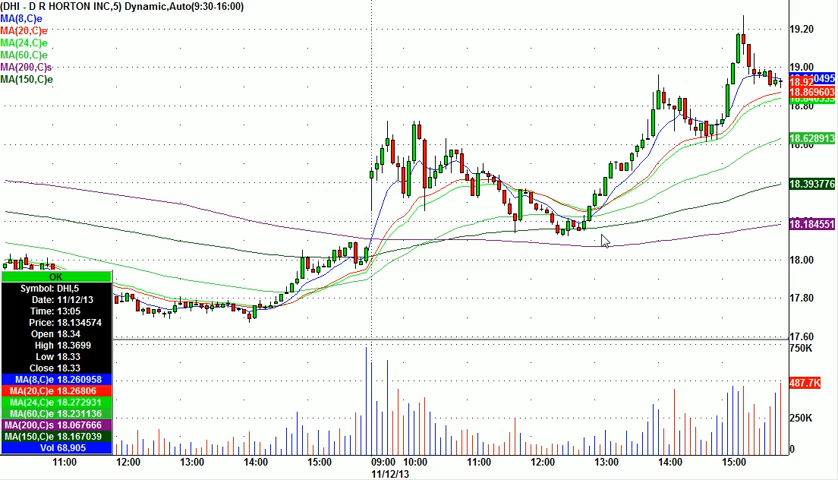 (DHI - D R HORTON INC,5) Dynamic,Auto(9:30-16:00)
MA(8,C)e
MA(20,C)e
MA(24,C)e
MA(60,C)e
MA(200,C)s
MA(150,C)e
19.20
19.00
18.92
18.869603
18.80
18.628913
18.393776
18.184551
18.00
17.80
17.60
750K
487.7K
250K
0
OK
Symbol: DHI,5
Date: 11/12/13
Time: 13:05
Price: 18.134574
Open 18.34
High 18.3699
Low 18.33
Close 18.33
MA(8,C)e 18.260958
MA(20,C)e 18.26806
MA(24,C)e 18.272931
MA(60,C)e 18.231136
MA(200,C)s 18.067666
MA(150,C)e 18.167039
Vol 68,905
11:00 12:00 13:00 14:00 15:00 09:00 10:00 11:00 12:00 13:00 14:00 15:00
11/12/13